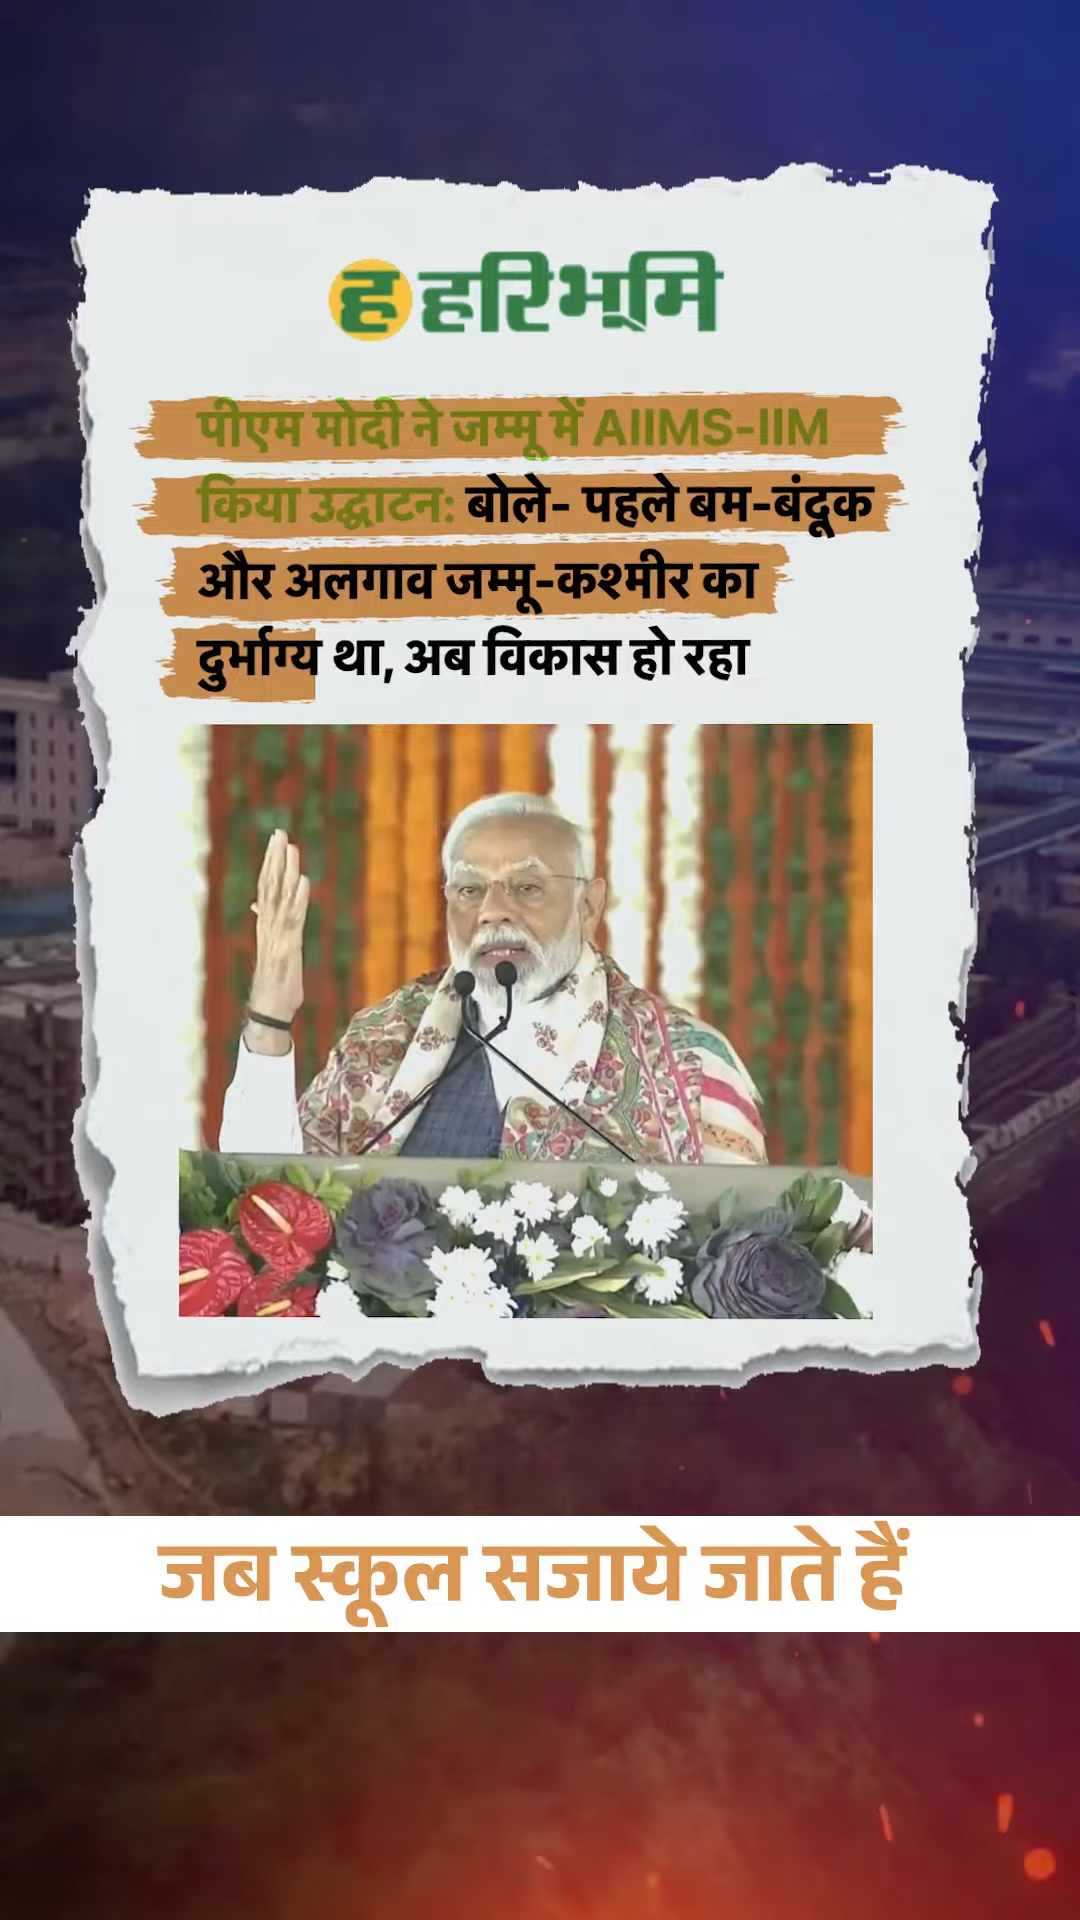 ह हरिभूमि
पीएम मोदी ने जम्मू में AIIMS-IIM
किया उद्घाटन: बोले- पहले बम-बंदूक
और अलगाव जम्मू-कश्मीर का
दुर्भाग्य था, अब विकास हो रहा
जब स्कूल सजाये जाते हैं